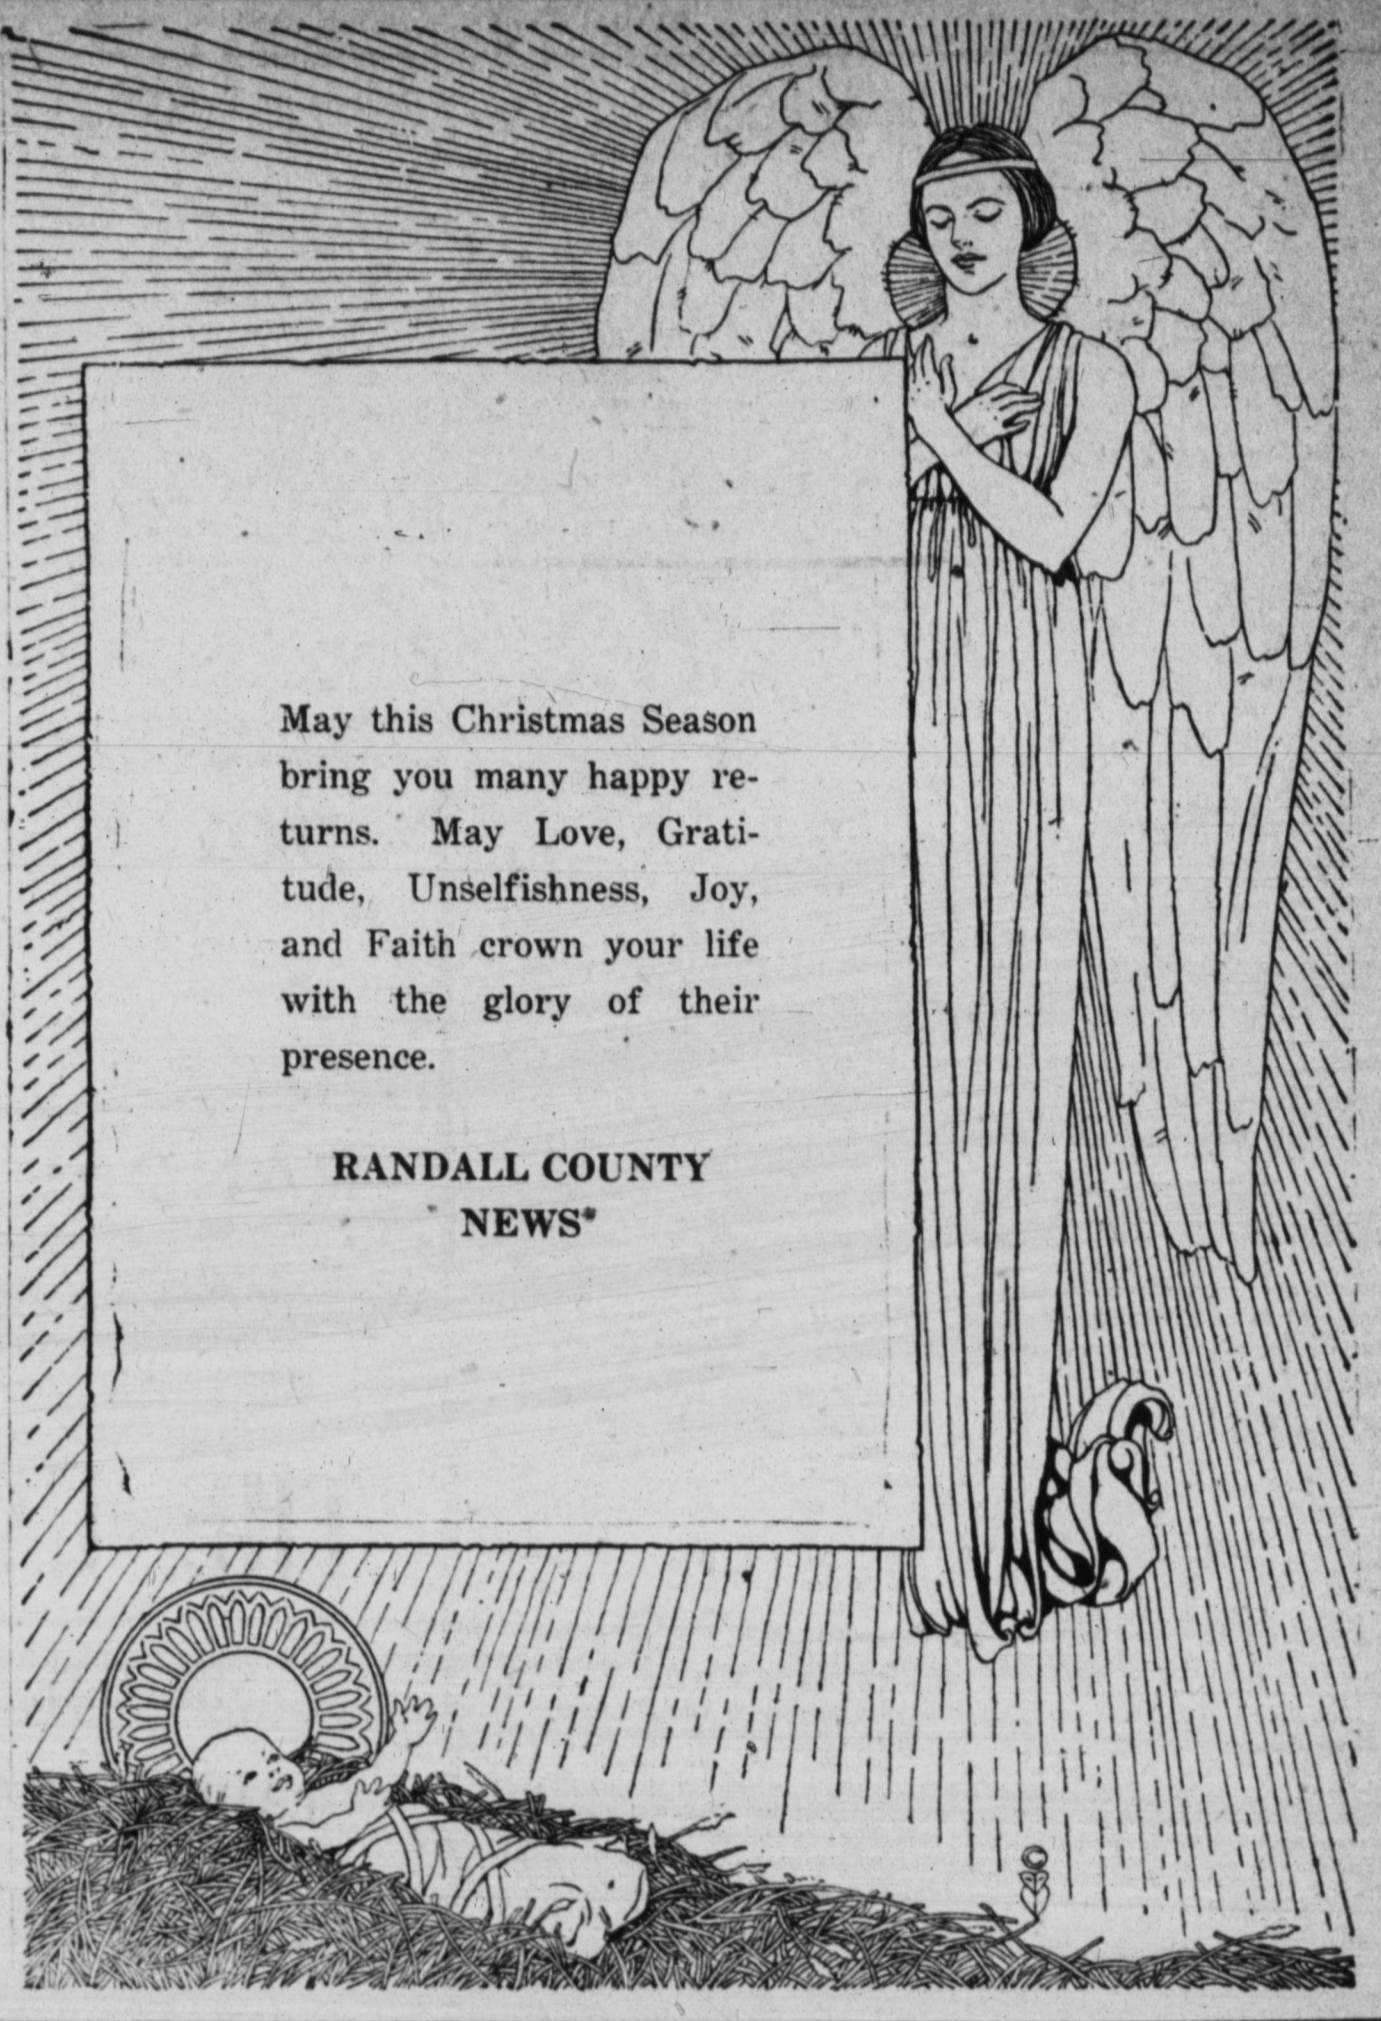 May this Christmas Season
bring you many happy re-
turns. May Love, Grati-
tude, Unselfishness, Joy,
and Faith crown your life
with the glory of their
presence.
RANDALL COUNTY
NEWS